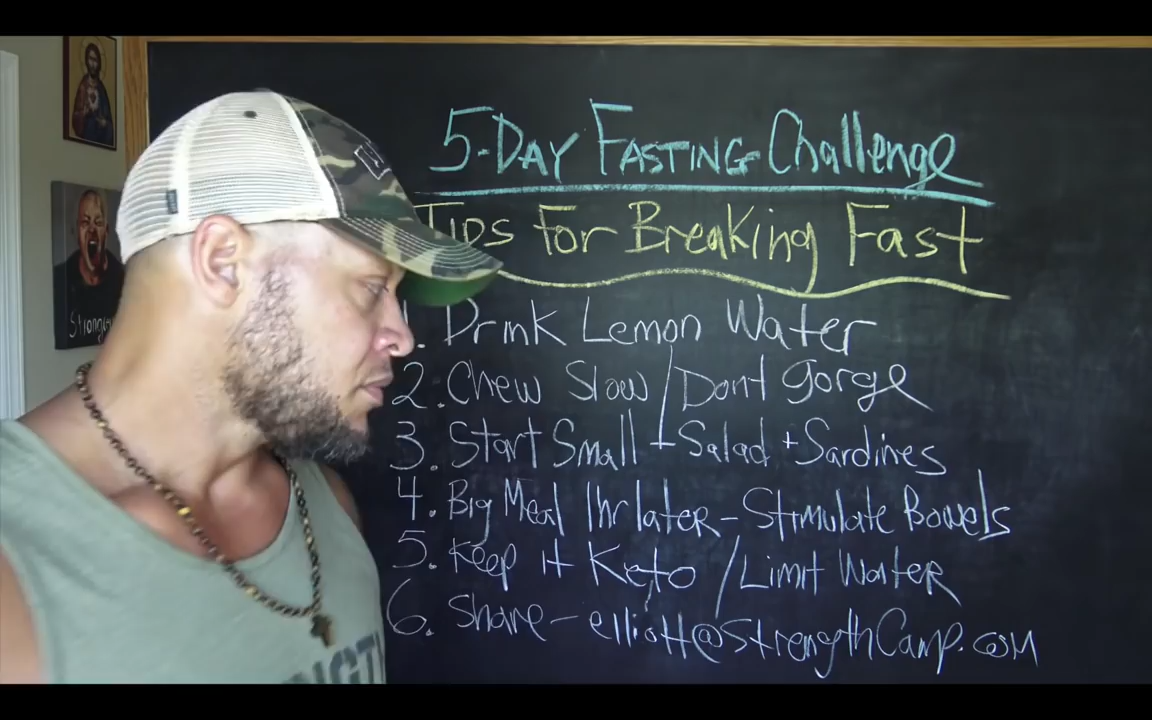 5-Day Fasting Challenge
Tips For Breaking Fast
1. Drink Lemon Water
2. Chew Slow / Dont Gorge
3. Start Small - Salad + Sardines
4. Big Meal 1hr later - Stimulate Bowels
5. Keep it Keto / Limit Water
6. Share - elliott@StrengthCamp.com